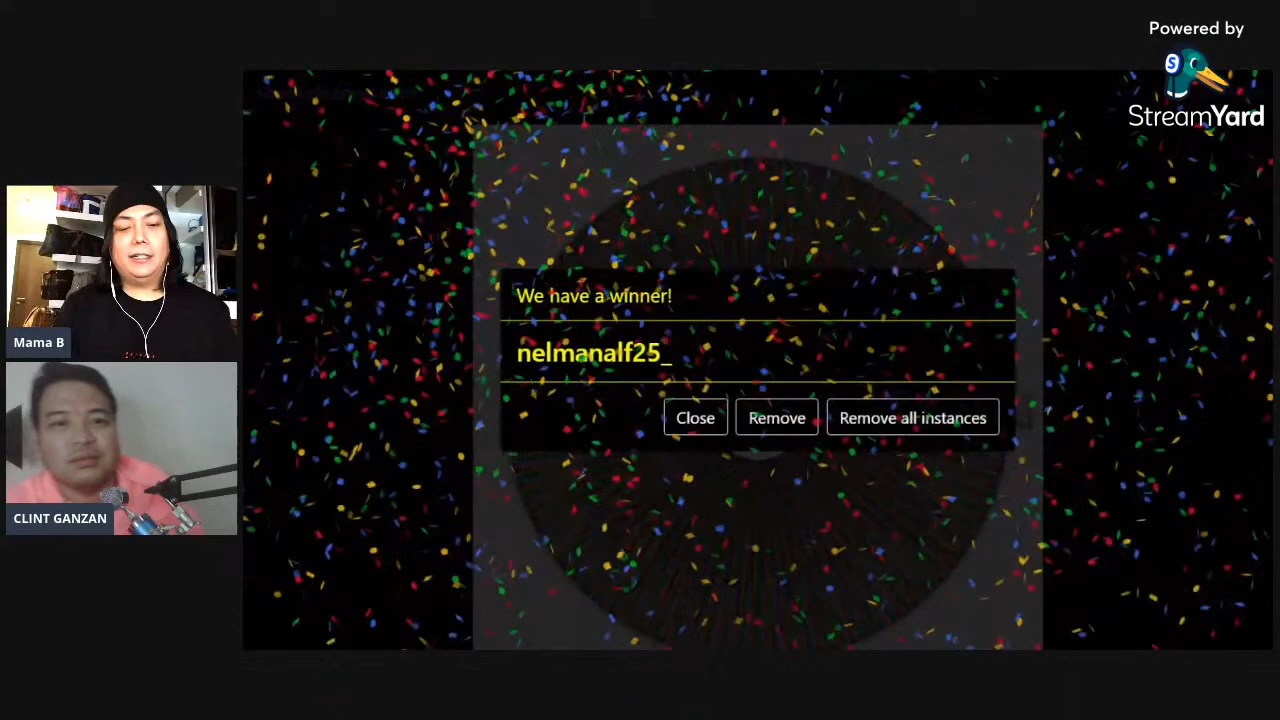 Powered by
S
StreamYard
Mama B
CLINT GANZAN
We have a winner!
nelmanalf25_
Close
Remove
Remove all instances